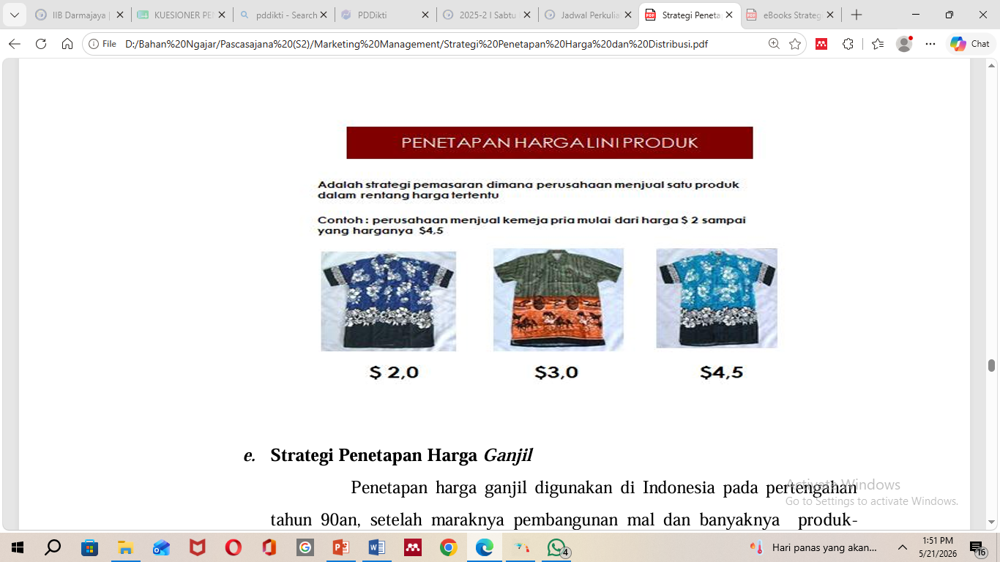 IIB Darmajaya
KUESIONER PE
pddikti - Search
PDDikti
2025-2 I Sabtu
Jadwal Perkulia
Strategi Peneta
eBooks Strateg
File
D:/Bahan%20Ngajar/Pascasajana%20(S2)/Marketing%20Management/Strategi%20Penetapan%20Harga%20dan%20Distribusi.pdf
Chat
PENETAPAN HARGA LINI PRODUK
Adalah strategi pemasaran dimana perusahaan menjual satu produk
dalam rentang harga tertentu
Contoh : perusahaan menjual kemeja pria mulai dari harga $ 2 sampai
yang harganya $4,5
$ 2,0
$3,0
$4,5
e. Strategi Penetapan Harga Ganjil
Penetapan harga ganjil digunakan di Indonesia pada pertengahan
tahun 90an, setelah maraknya pembangunan mal dan banyaknya produk-
Activate Windows
Go to Settings to activate Windows.
Hari panas yang akan...
1:51 PM
5/21/2026
4
16